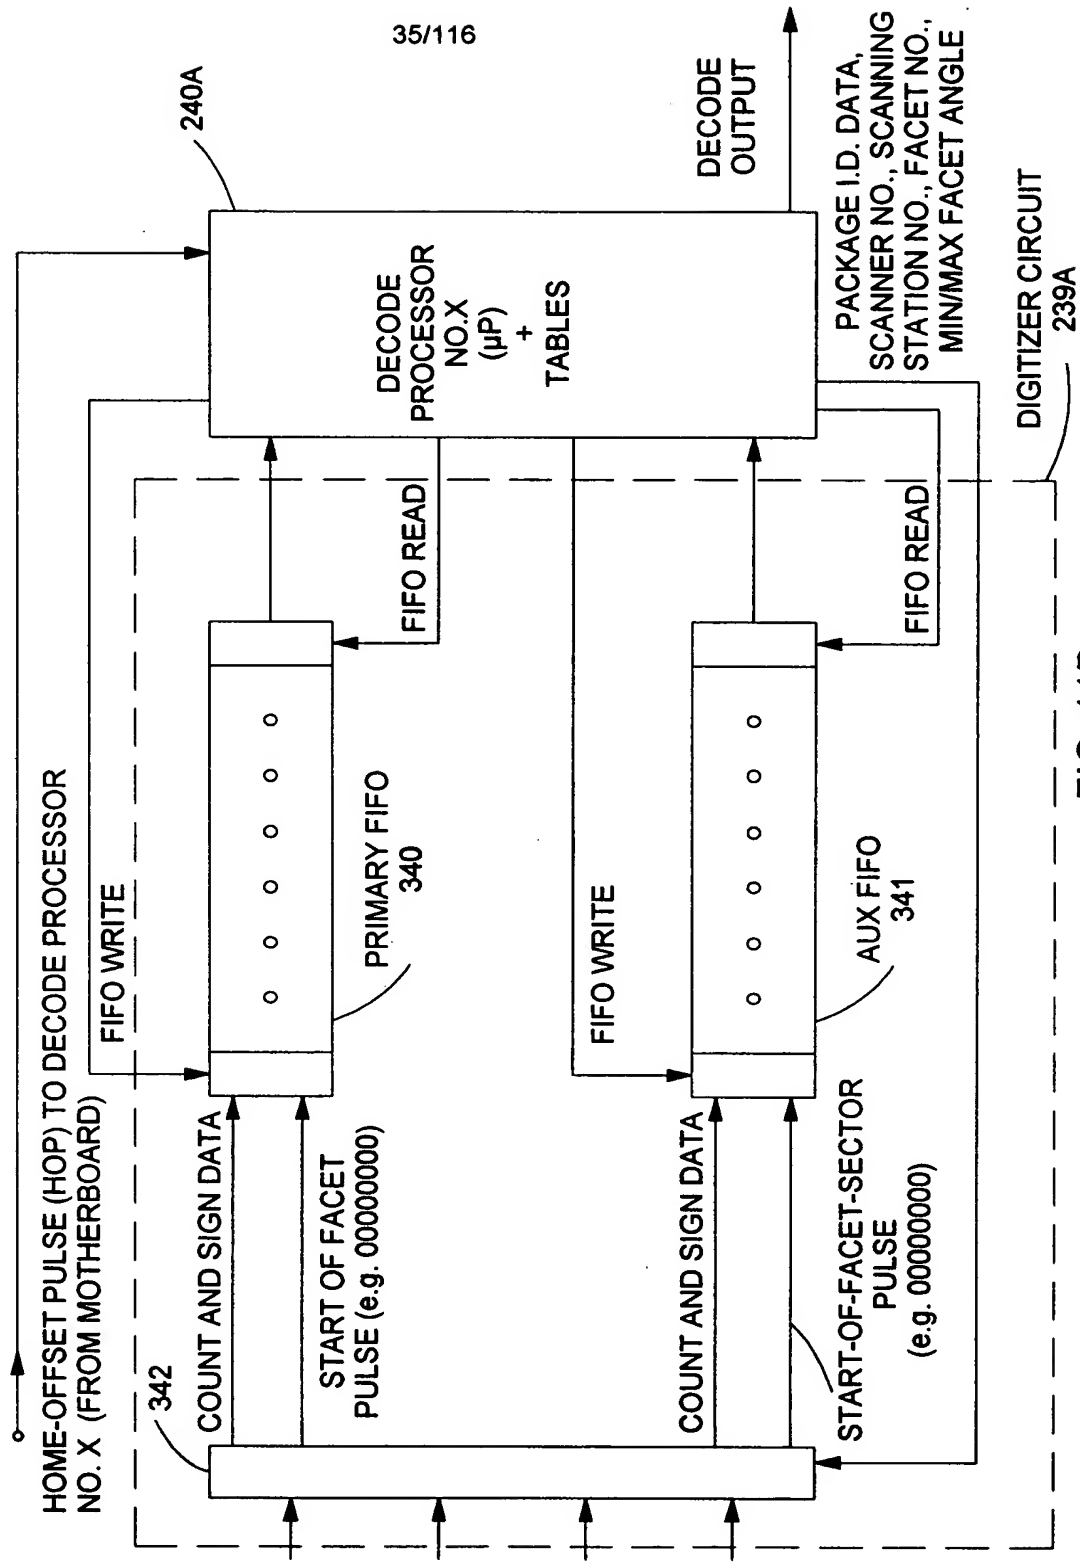 35/116
HOME-OFFSET PULSE (HOP) TO DECODE PROCESSOR
NO. X (FROM MOTHERBOARD)
FIFO WRITE
342
COUNT AND SIGN DATA
START OF FACET
PULSE (e.g. 00000000)
PRIMARY FIFO
340
FIFO READ
240A
DECODE
PROCESSOR
NO.X
(µP)
+
TABLES
DECODE
OUTPUT
FIFO WRITE
COUNT AND SIGN DATA
START-OF-FACET-SECTOR
PULSE
(e.g. 00000000)
AUX FIFO
341
FIFO READ
PACKAGE I.D. DATA,
SCANNER NO., SCANNING
STATION NO., FACET NO.,
MIN/MAX FACET ANGLE
DIGITIZER CIRCUIT
239A